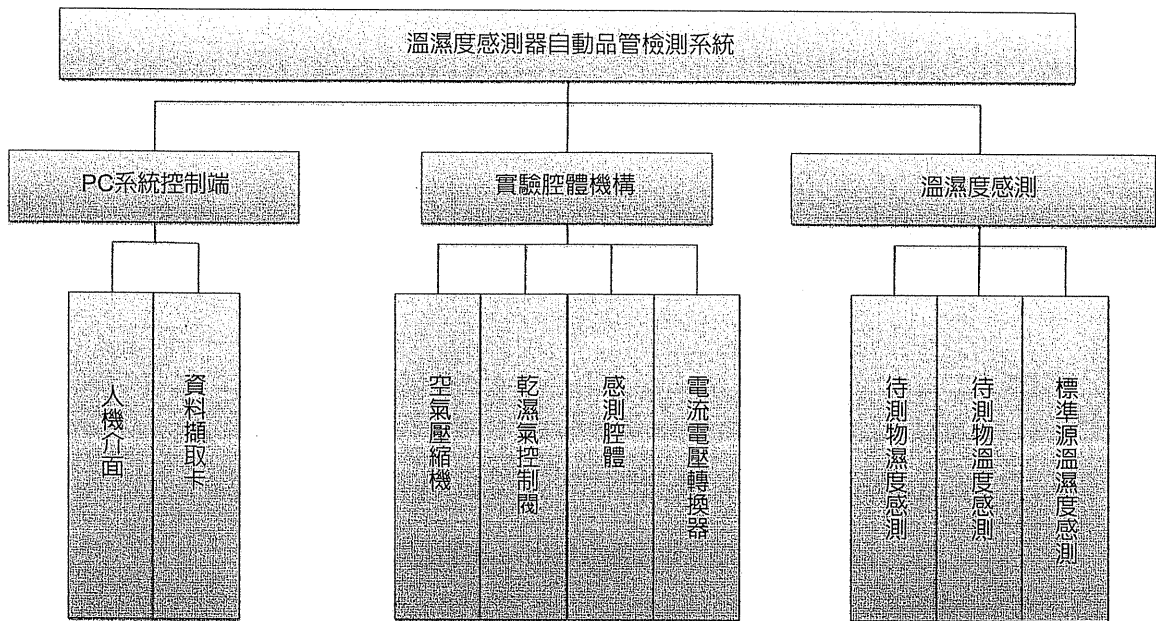 溫濕度感測器自動品管檢測系統
PC系統控制端
實驗腔體機構
溫濕度感測
人機介面
資料擷取卡
空氣壓縮機
乾濕氣控制閥
感測腔體
電流電壓轉換器
待測物濕度感測
待測物溫度感測
標準源溫濕度感測